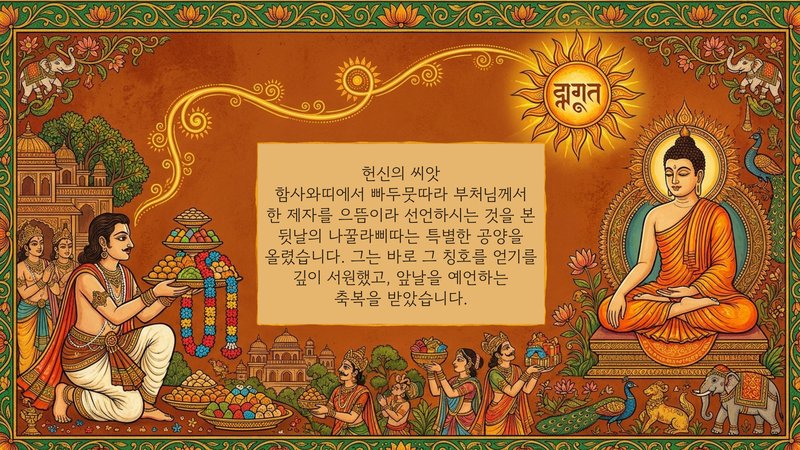 헌신의 씨앗
함사와띠에서 빠두뭇따라 부처님께서
한 제자를 으뜸이라 선언하시는 것을 본
뒷날의 나꿀라삐따는 특별한 공양을
올렸습니다. 그는 바로 그 칭호를 얻기를
깊이 서원했고, 앞날을 예언하는
축복을 받았습니다.